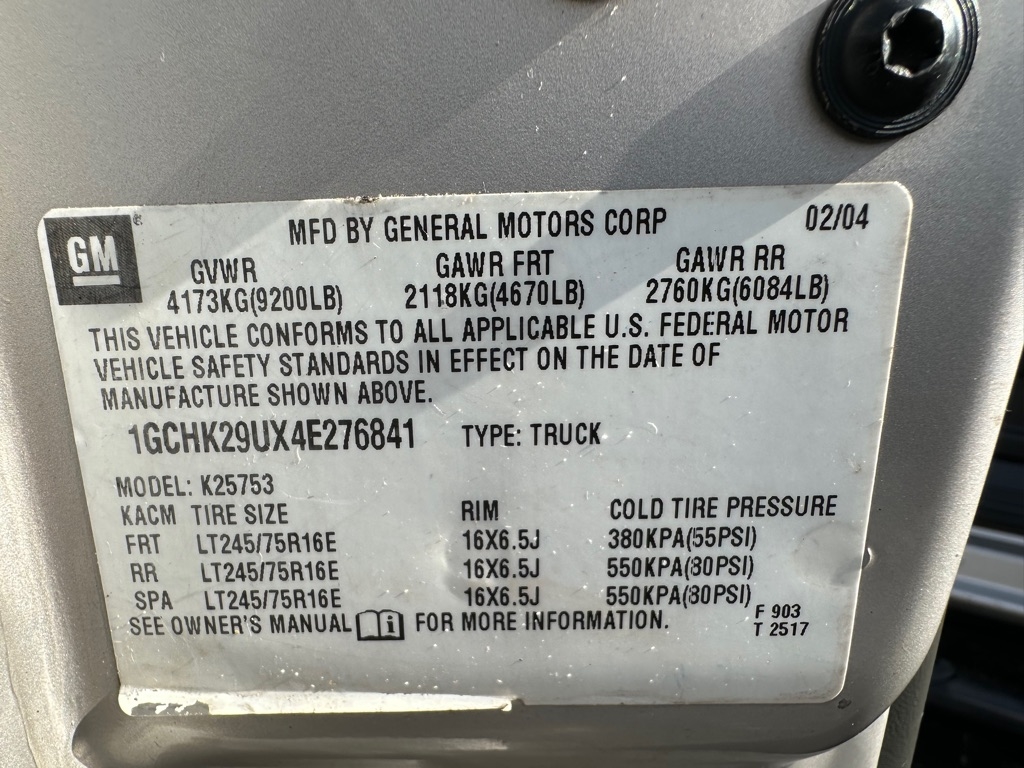 GM
MFD BY GENERAL MOTORS CORP 02/04
GVWR GAWR FRT GAWR RR
4173KG(9200LB) 2118KG(4670LB) 2760KG(6084LB)
THIS VEHICLE CONFORMS TO ALL APPLICABLE U.S. FEDERAL MOTOR
VEHICLE SAFETY STANDARDS IN EFFECT ON THE DATE OF
MANUFACTURE SHOWN ABOVE.
1GCHK29UX4E276841 TYPE: TRUCK
MODEL: K25753
KACM TIRE SIZE RIM COLD TIRE PRESSURE
FRT LT245/75R16E 16X6.5J 380KPA(55PSI)
RR LT245/75R16E 16X6.5J 550KPA(80PSI)
SPA LT245/75R16E 16X6.5J 550KPA(80PSI)
SEE OWNER'S MANUAL i FOR MORE INFORMATION.
F 903
T 2517